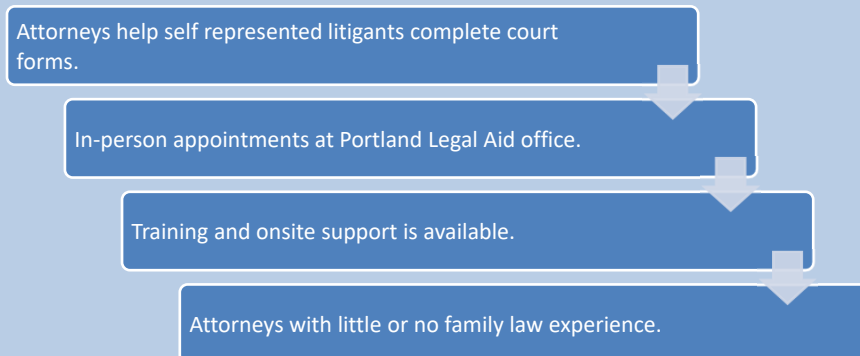 Attorneys help self represented litigants complete court
forms.
In-person appointments at Portland Legal Aid office.
Training and onsite support is available.
Attorneys with little or no family law experience.